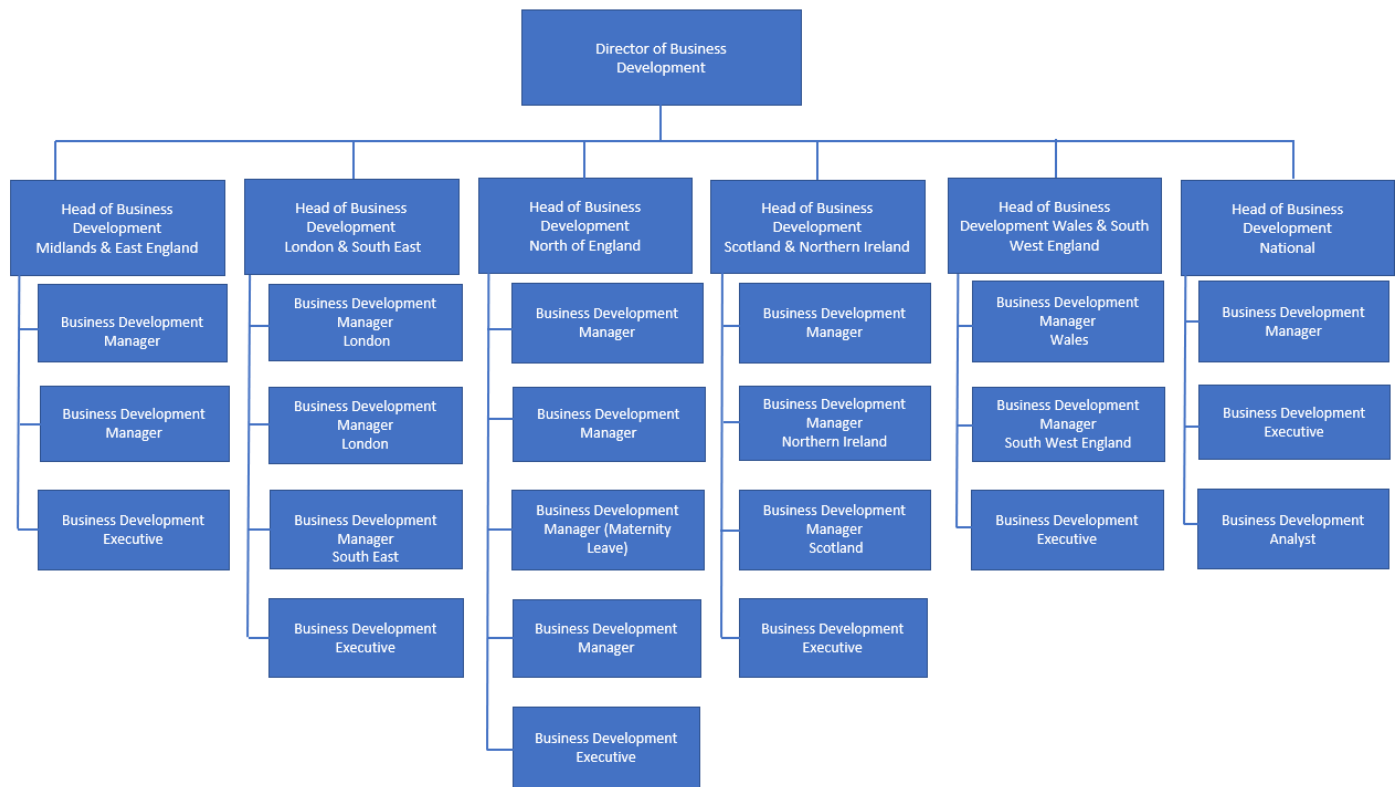 Director of Business
Development
Head of Business
Development
Midlands & East England
Head of Business
Development
London & South East
Head of Business
Development
North of England
Head of Business
Development
Scotland & Northern Ireland
Head of Business
Development Wales & South
West England
Head of Business
Development
National
Business Development
Manager
Business Development
Manager
Business Development
Executive
Business Development
Manager
London
Business Development
Manager
London
Business Development
Manager
South East
Business Development
Executive
Business Development
Manager
Business Development
Manager
Business Development
Manager (Maternity
Leave)
Business Development
Manager
Business Development
Executive
Business Development
Manager
Business Development
Manager
Northern Ireland
Business Development
Manager
Scotland
Business Development
Executive
Business Development
Manager
Wales
Business Development
Manager
South West England
Business Development
Executive
Business Development
Manager
Business Development
Executive
Business Development
Analyst